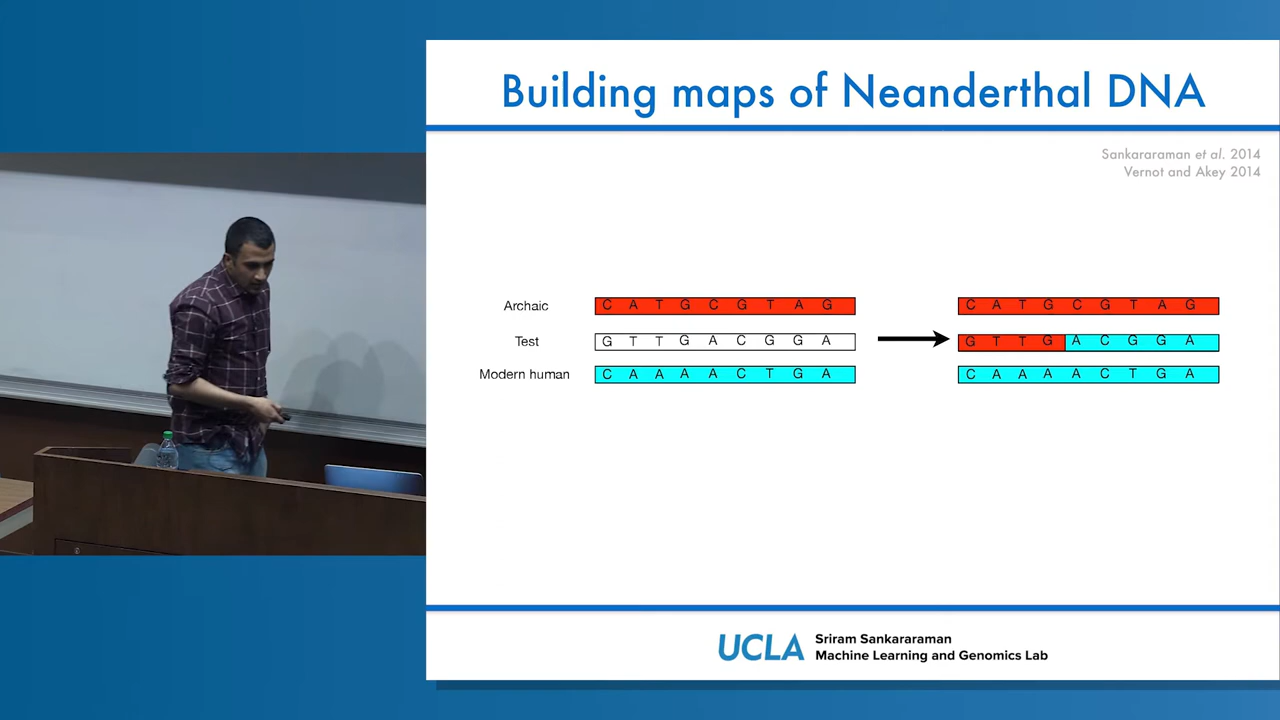 Building maps of Neanderthal DNA
Sankararaman et al. 2014
Vernot and Akey 2014
Archaic
C A T G C G T A G
C A T G C G T A G
Test
G T T G A C G G A
G T T G A C G G A
Modern human
C A A A A C T G A
C A A A A C T G A
UCLA
Sriram Sankararaman
Machine Learning and Genomics Lab